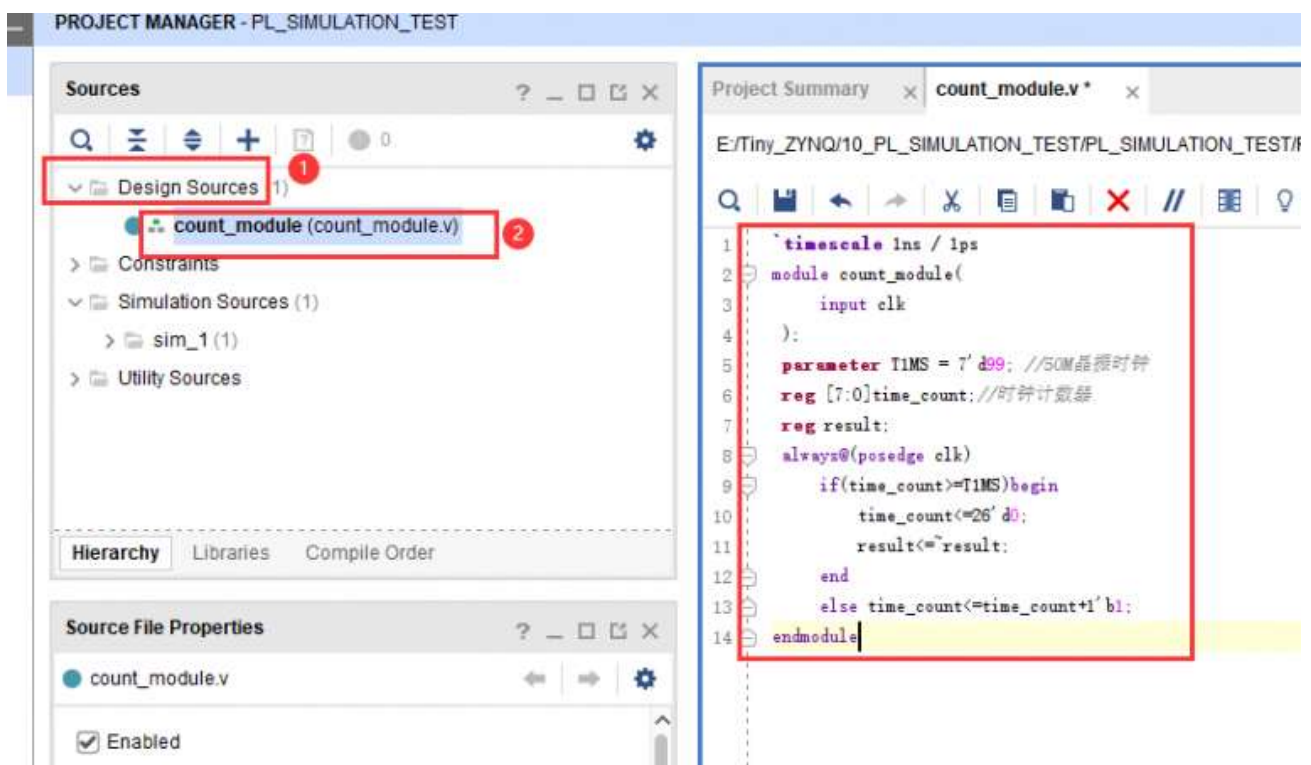 PROJECT MANAGER - PL_SIMULATION_TEST
Sources
? _ □ X
0
Design Sources (1)
1
count_module (count_module.v)
2
Constraints
Simulation Sources (1)
sim_1 (1)
Utility Sources
Hierarchy Libraries Compile Order
Source File Properties
? _ □ X
count_module.v
Enabled
Project Summary × count_module.v * ×
E:/Tiny_ZYNQ/10_PL_SIMULATION_TEST/PL_SIMULATION_TEST/
1 `timescale 1ns / 1ps
2 module count_module(
3 input clk
4 );
5 parameter T1MS = 7'd99; //50M晶振时钟
6 reg [7:0]time_count;//时钟计数器
7 reg result;
8 always@(posedge clk)
9 if(time_count>=T1MS)begin
10 time_count<=26'd0;
11 result<=~result;
12 end
13 else time_count<=time_count+1'b1;
14 endmodule